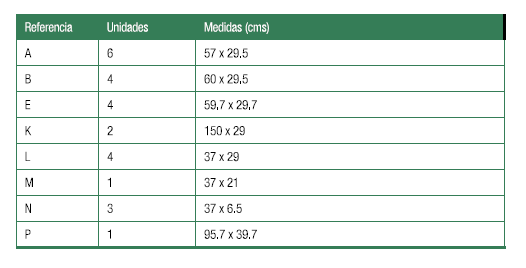 Referencia Unidades Medidas (cms)
A 6 57 x 29.5
B 4 60 x 29,5
E 4 59,7 x 29,7
K 2 150 x 29
L 4 37 x 29
M 1 37 x 21
N 3 37 x 6.5
P 1 95.7 x 39.7